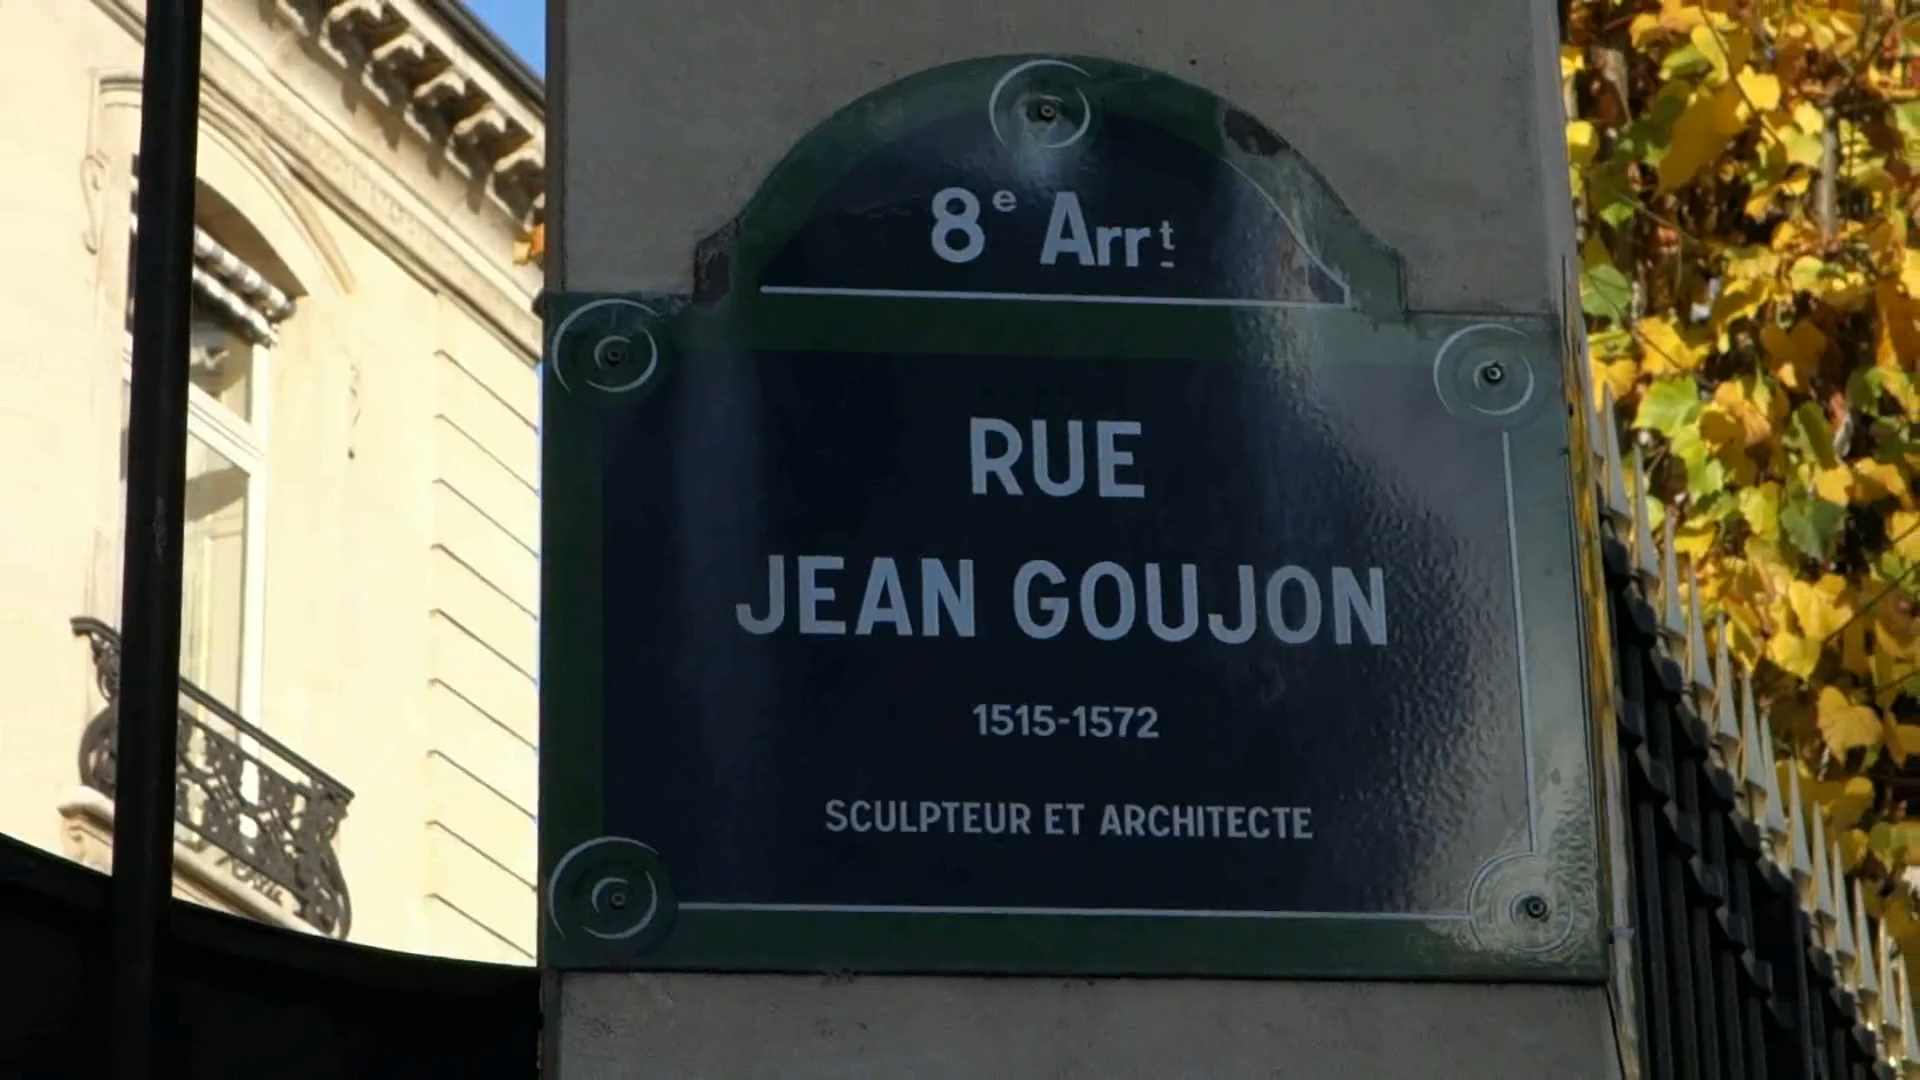 8e Arrt
RUE
JEAN GOUJON
1515-1572
SCULPTEUR ET ARCHITECTE